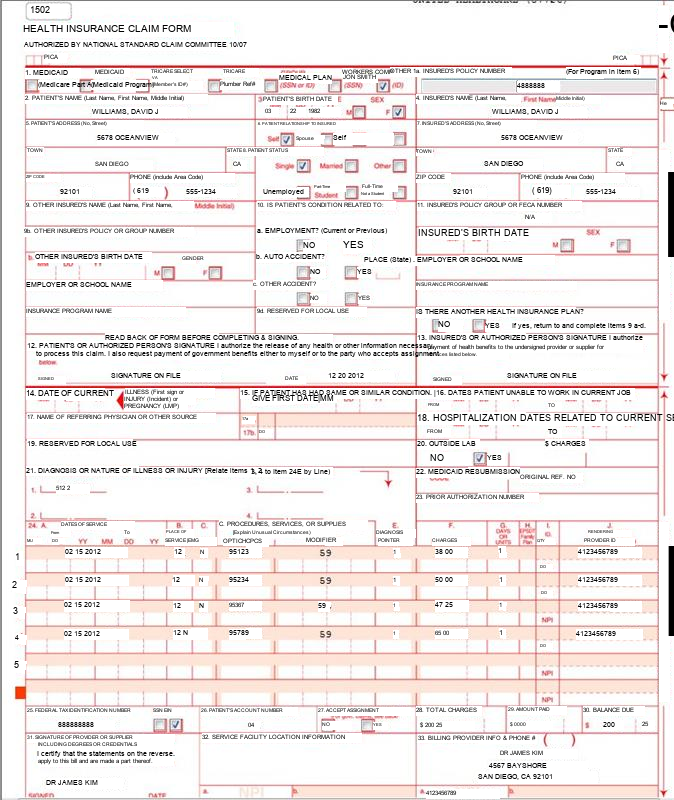 1502
HEALTH INSURANCE CLAIM FORM
AUTHORIZED BY NATIONAL STANDARD CLAIM COMMITTEE 10/07
PICA PICA
1. MEDICAID TRICARE SELECT TRICARE MEDICAL PLAN WORKERS COMP OTHER 1a. INSURED'S POLICY NUMBER (For Program in Item 6)
(Medicare Part A) (Medicaid Program) (Member's ID#) (Plumber Ref# (SSN or ID) JON SMITH (SSN) (ID) 4888888
2. PATIENT'S NAME (Last Name, First Name, Middle Initial) 3 PATIENT'S BIRTH DATE SEX 4. INSURED'S NAME (Last Name, First Name Middle Initial)
WILLIAMS, DAVID J 03 22 1982 M F WILLIAMS, DAVID J
5. PATIENT'S ADDRESS (No, Street) 6. PATIENT RELATIONSHIP TO INSURED 7. INSURED'S ADDRESS (No, Street)
5678 OCEANVIEW Self Spouse Self 5678 OCEANVIEW
TOWN STATE 8. PATIENT STATUS TOWN STATE
SAN DIEGO CA Single Married Other SAN DIEGO CA
ZIP CODE PHONE (include Area Code) ZIP CODE PHONE (include Area Code)
92101 ( 619 ) 555-1234 Unemployed Part-Time Student Full-Time Not a Student 92101 ( 619) 555-1234
9. OTHER INSURED'S NAME (Last Name, First Name, Middle Initial) 10. IS PATIENT'S CONDITION RELATED TO: 11. INSURED'S POLICY GROUP OR FECA NUMBER
N/A
9b. OTHER INSURED'S POLICY OR GROUP NUMBER a. EMPLOYMENT? (Current or Previous) INSURED'S BIRTH DATE SEX
NO YES M F
b. OTHER INSURED'S BIRTH DATE GENDER b. AUTO ACCIDENT? PLACE (State) EMPLOYER OR SCHOOL NAME
MM DD YY M F NO YES
EMPLOYER OR SCHOOL NAME c. OTHER ACCIDENT? INSURANCE PROGRAM NAME
NO YES
INSURANCE PROGRAM NAME 9d. RESERVED FOR LOCAL USE IS THERE ANOTHER HEALTH INSURANCE PLAN?
NO YES If yes, return to and complete items 9 a-d.
READ BACK OF FORM BEFORE COMPLETING & SIGNING.
12. PATIENTS OR AUTHORIZED PERSON'S SIGNATURE I authorize the release of any health or other information necessary
to process this claim. I also request payment of government benefits either to myself or to the party who accepts assignment
below.
13. INSURED'S OR AUTHORIZED SIGNATURE I authorize
payment of health benefits to the undersigned provider or supplier for
services listed below.
SIGNED SIGNATURE ON FILE DATE 12 20 2012 SIGNED SIGNATURE ON FILE
14. DATE OF CURRENT ILLNESS (First sign or INJURY (Incident) or PREGNANCY (LMP) 15. IF PATIENT HAS HAD SAME OR SIMILAR CONDITION. GIVE FIRST DATE MM 16. DATES PATIENT UNABLE TO WORK IN CURRENT JOB
FROM TO
17. NAME OF REFERRING PHYSICIAN OR OTHER SOURCE 17a 17b. 18. HOSPITALIZATION DATES RELATED TO CURRENT SE
FROM TO
19. RESERVED FOR LOCAL USE 20. OUTSIDE LAB $ CHARGES
NO YES
21. DIAGNOSIS OR NATURE OF ILLNESS OR INJURY [Relate Items to Item 24E by Line) 22. MEDICAID RESUBMISSION
CODE ORIGINAL REF. NO
1. 512 2 3.
23. PRIOR AUTHORIZATION NUMBER
2. 4.
24. A. DATES OF SERVICE B. C. C. PROCEDURES, SERVICES, OR SUPPLIES E. F. G. H. I. J.
From To PLACE OF (Explain Unusual Circumstances) DIAGNOSIS DAYS OR UNITS EPSDT Family Plan ID. RENDERING
MM DD YY MM DD YY SERVICE EMG MODIFIER POINTER CHARGES PROVIDER ID
1 02 15 2012 12 N 95123 59 1 38 00 1 4123456789
2 02 15 2012 12 N 95234 59 1 50 00 1 4123456789
3 02 15 2012 12 N 95367 59 1 47 25 1 4123456789
NPI
4 02 15 2012 12 N 95789 59 1 65 00 1 4123456789
5
NPI
NPI
25. FEDERAL TAX IDENTIFICATION NUMBER SSN EIN 26. PATIENT'S ACCOUNT NUMBER 27. ACCEPT ASSIGNMENT 28. TOTAL CHARGES 29. AMOUNT PAID 30. BALANCE DUE
888888888 04 NO YES $ 200 25 $ 0000 $ 200 25
31. SIGNATURE OF PROVIDER OR SUPPLIER 32. SERVICE FACILITY LOCATION INFORMATION 33. BILLING PROVIDER INFO & PHONE # ( )
INCLUDING DEGREES OR CREDENTIALS
I certify that the statements on the reverse.
apply to this bill and are made a part thereof.
DR JAMES KIM
4567 BAYSHORE
SAN DIEGO, CA 92101
DR JAMES KIM
SIGNED DATE a. NPI b. a. 4123456789 b.